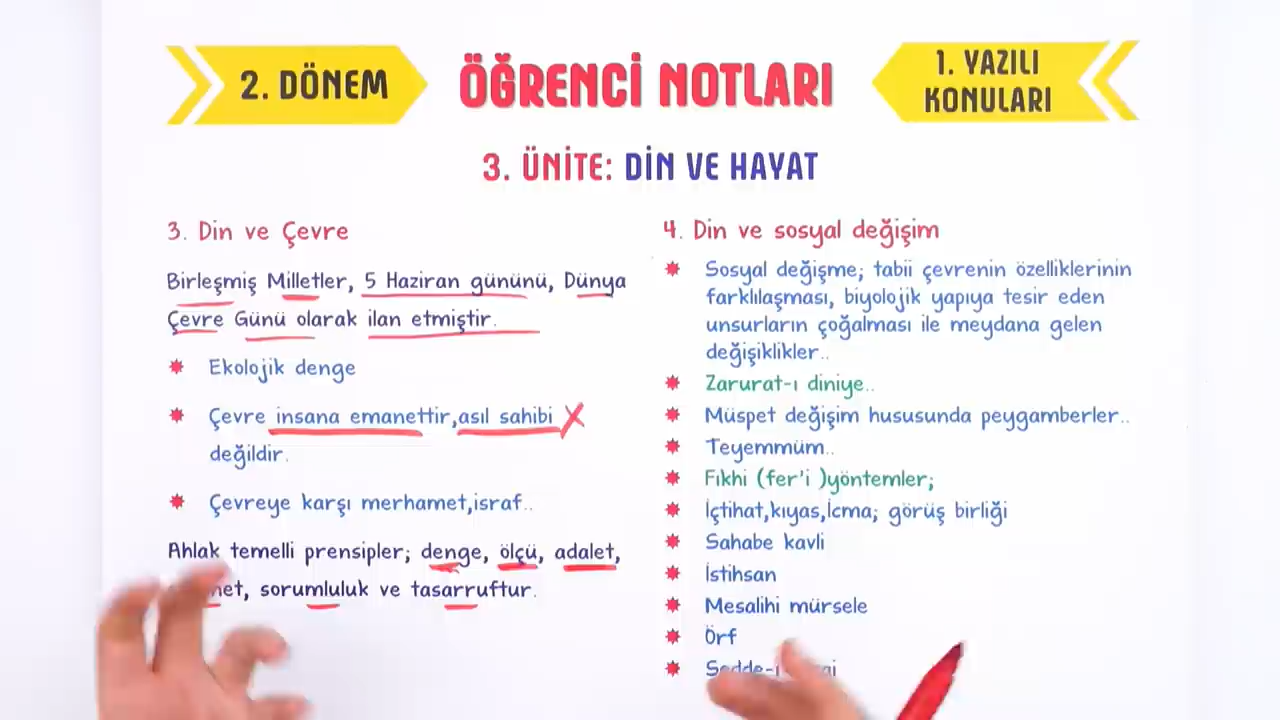 2. DÖNEM
ÖĞRENCİ NOTLARI
1. YAZILI
KONULARI
3. ÜNİTE: DİN VE HAYAT
3. Din ve Çevre
Birleşmiş Milletler, 5 Haziran gününü, Dünya
Çevre Günü olarak ilan etmiştir.
Ekolojik denge
Çevre insana emanettir,asıl sahibi
değildir.
Çevreye karşı merhamet,israf..
Ahlak temelli prensipler; denge, ölçü, adalet,
sorumluluk ve tasarruftur.
4. Din ve sosyal değişim
Sosyal değişme; tabii çevrenin özelliklerinin
farklılaşması, biyolojik yapıya tesir eden
unsurların çoğalması ile meydana gelen
değişiklikler..
Zarurat-ı diniye..
Müspet değişim hususunda peygamberler..
Teyemmüm..
Fıkhi (fer'i )yöntemler;
İçtihat,kıyas,İcma; görüş birliği
Sahabe kavli
İstihsan
Mesalihi mürsele
Örf